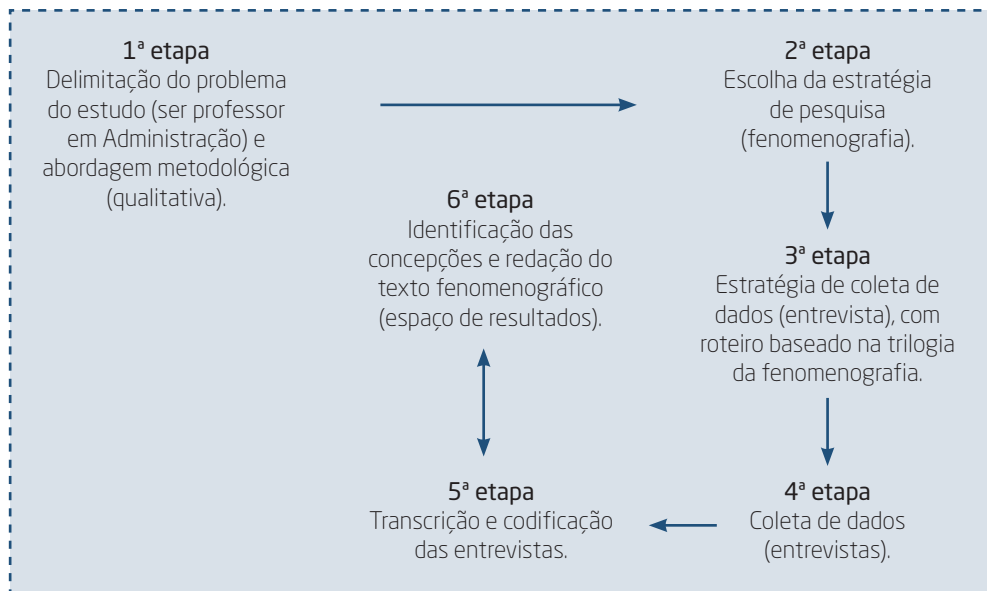 1ª etapa
Delimitação do problema
do estudo (ser professor
em Administração) e
abordagem metodológica
(qualitativa).
2ª etapa
Escolha da estratégia
de pesquisa
(fenomenografia).
3ª etapa
Estratégia de coleta de
dados (entrevista), com
roteiro baseado na trilogia
da fenomenografia.
4ª etapa
Coleta de dados
(entrevistas).
5ª etapa
Transcrição e codificação
das entrevistas.
6ª etapa
Identificação das
concepções e redação do
texto fenomenográfico
(espaço de resultados).